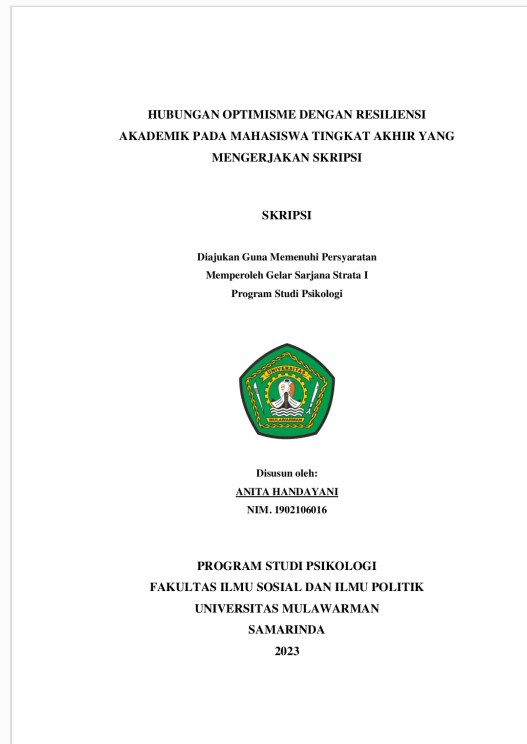 HUBUNGAN OPTIMISME DENGAN RESILIENSI
AKADEMIK PADA MAHASISWA TINGKAT AKHIR YANG
MENGERJAKAN SKRIPSI
SKRIPSI
Diajukan Guna Memenuhi Persyaratan
Memperoleh Gelar Sarjana Strata I
Program Studi Psikologi
UNIVERSITAS
MULAWARMAN
Disusun oleh:
ANITA HANDAYANI
NIM. 1902106016
PROGRAM STUDI PSIKOLOGI
FAKULTAS ILMU SOSIAL DAN ILMU POLITIK
UNIVERSITAS MULAWARMAN
SAMARINDA
2023